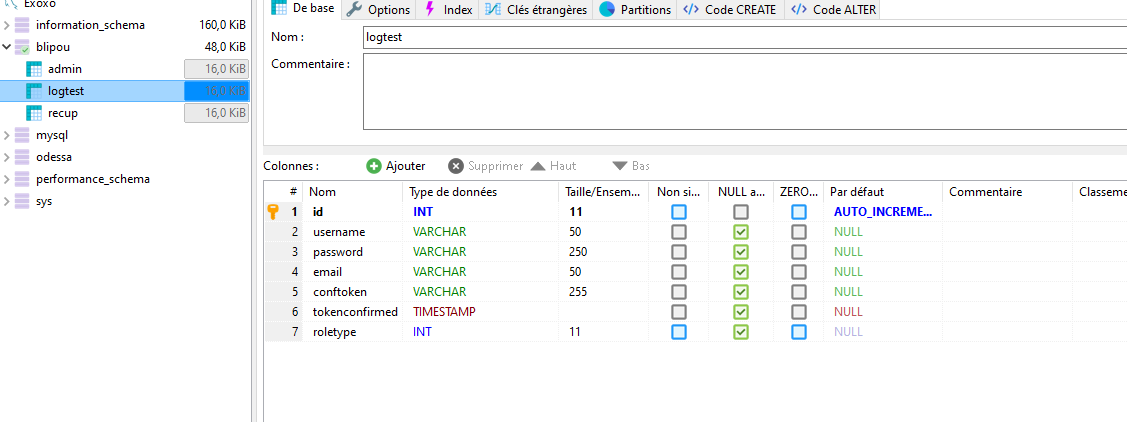 Exoxo
information_schema 160,0 KiB
blipou 48,0 KiB
admin 16,0 KiB
logtest 16,0 KiB
recup 16,0 KiB
mysql
odessa
performance_schema
sys
De base Options Index Clés étrangères Partitions Code CREATE Code ALTER
Nom : logtest
Commentaire :
Colonnes : Ajouter Supprimer Haut Bas
# Nom Type de données Taille/Ensem... Non si... NULL a... ZERO... Par défaut Commentaire Classeme
1 id INT 11 AUTO_INCREME...
2 username VARCHAR 50 NULL
3 password VARCHAR 250 NULL
4 email VARCHAR 50 NULL
5 conftoken VARCHAR 255 NULL
6 tokenconfirmed TIMESTAMP NULL
7 roletype INT 11 NULL